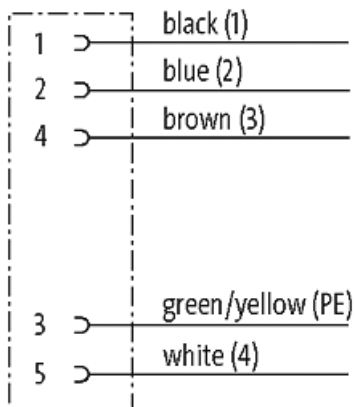 1 black (1)
2 blue (2)
4 brown (3)
3 green/yellow (PE)
5 white (4)